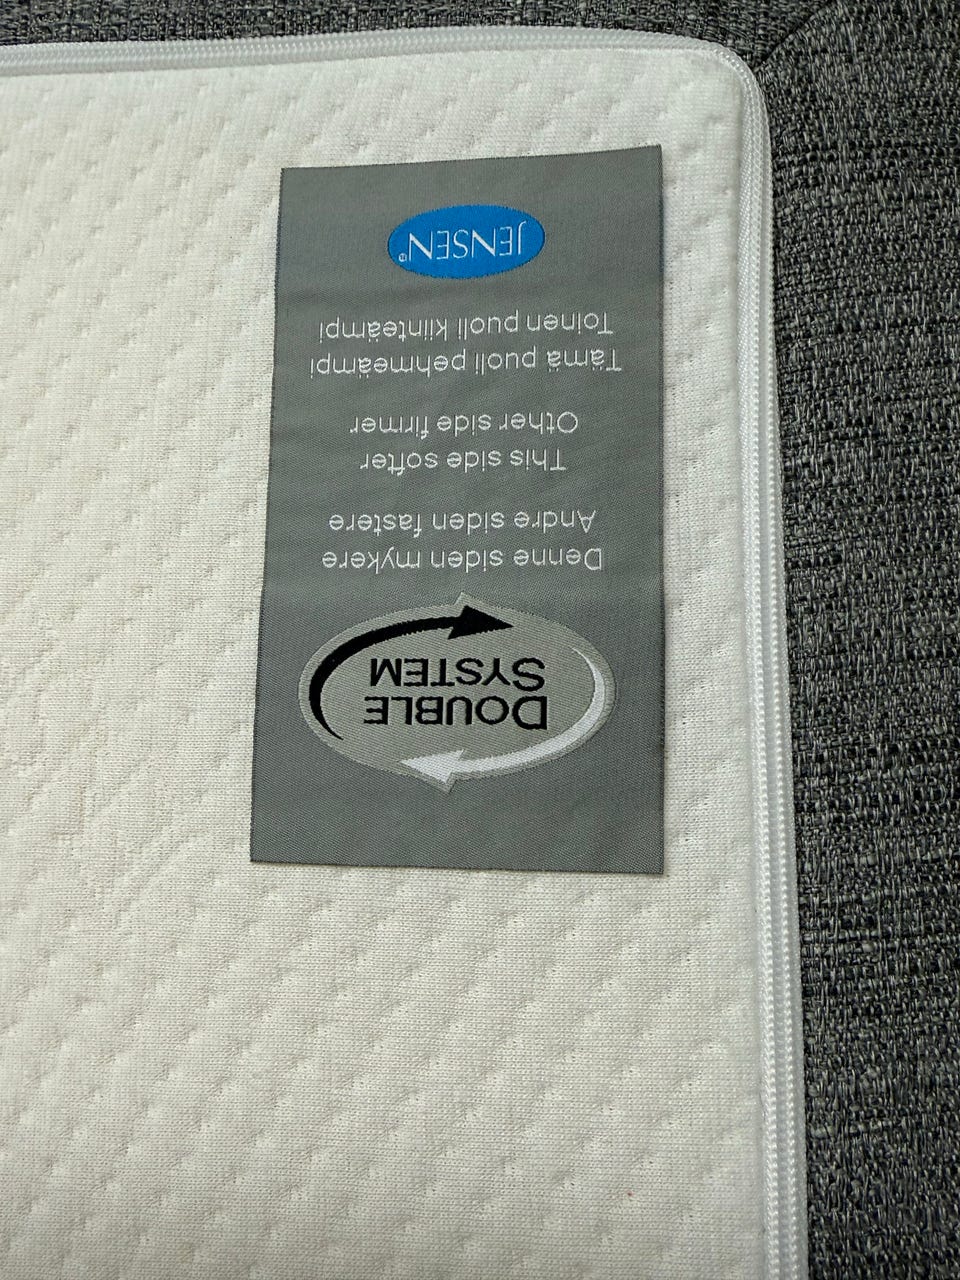 DOUBLE
SYSTEM
Denne siden mykere
Andre siden fastere
This side softer
Other side firmer
Tämä puoli pehmeämpi
Toinen puoli kiinteämpi
JENSEN®